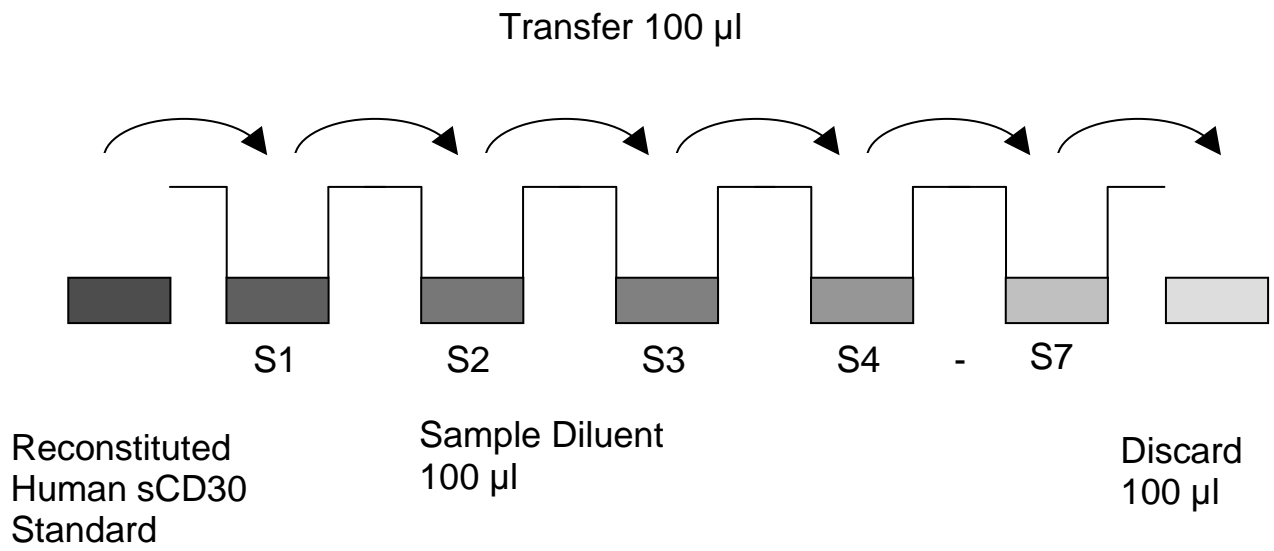 Transfer 100 µl
S1 S2 S3 S4 - S7
Reconstituted
Human sCD30
Standard
Sample Diluent
100 µl
Discard
100 µl